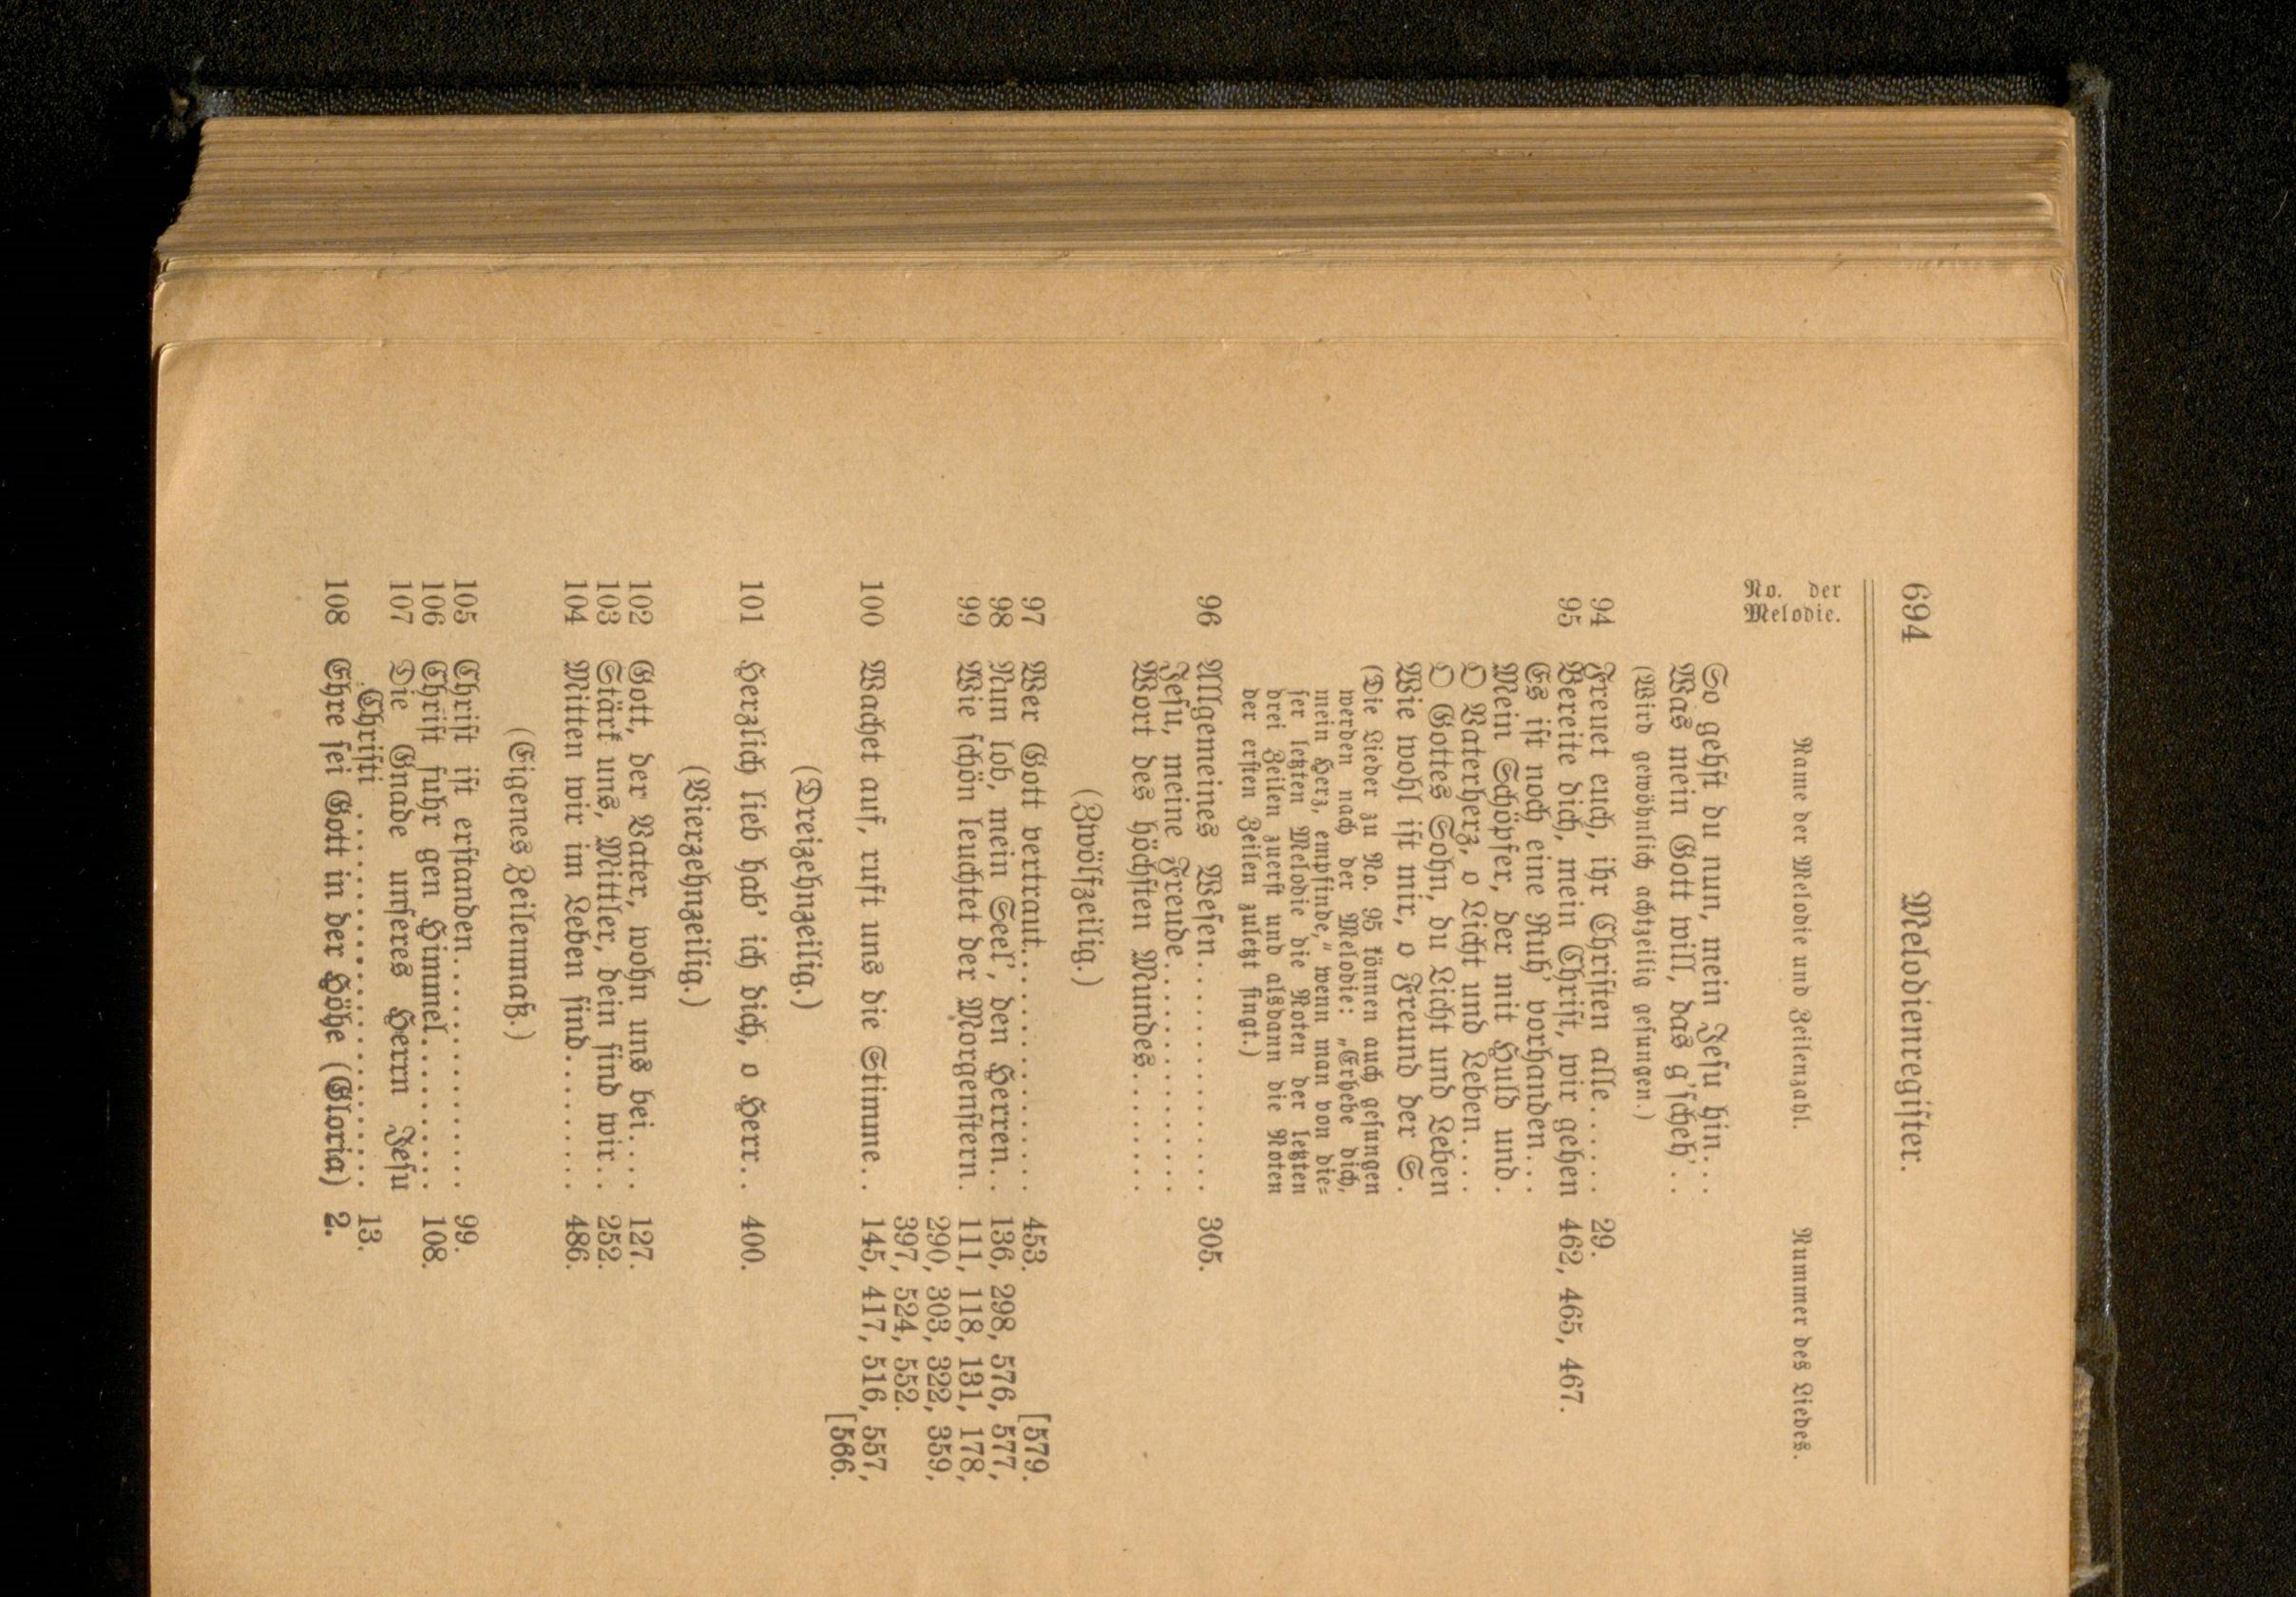 694 Melodienregister.
No. der
Melodie.
Name der Melodie und Zeilenzahl.
Nummer des Liedes.
So gehst du nun, mein Jesu hin...
Was mein Gott will, das g'scheh'..
(Wird gewöhnlich achtzeilig gesungen.)
94 Freuet euch, ihr Christen alle...... 29.
95 Bereite dich, mein Christ, wir gehen 462, 465, 467.
Es ist noch eine Ruh' vorhanden...
Mein Schöpfer, der mit Huld und.
O Vaterherz, o Licht und Leben....
O Gottes Sohn, du Licht und Leben
Wie wohl ist mir, o Freund der S.
(Die Lieder zu No. 95 können auch gesungen
werden nach der Melodie: „Erhebe dich,
mein Herz, empfinde,“ wenn man von die=
ser letzten Melodie die Noten der letzten
drei Zeilen zuerst und alsdann die Noten
der ersten Zeilen zuletzt singt.)
96 Allgemeines Wesen................ 305.
Jesu, meine Freude................
Wort des höchsten Mundes.........
(Zwölfzeilig.)
97 Wer Gott vertraut................ 453. [579.
98 Nun lob, mein Seel', den Herren.. 136, 298, 576, 577,
99 Wie schön leuchtet der Morgenstern. 111, 118, 131, 178,
290, 303, 322, 359,
397, 524, 552.
100 Wachet auf, ruft uns die Stimme.. 145, 417, 516, 557,
[566.
(Dreizehnzeilig.)
101 Herzlich lieb hab' ich dich, o Herr.. 400.
(Vierzehnzeilig.)
102 Gott, der Vater, wohn uns bei.... 127.
103 Stärk uns, Mittler, dein sind wir.. 252.
104 Mitten wir im Leben sind......... 486.
(Eigenes Zeilenmaß.)
105 Christ ist erstanden............... 99.
106 Christ fuhr gen Himmel.......... 108.
107 Die Gnade unseres Herrn Jesu
Christi ........................ 13.
108 Ehre sei Gott in der Höhe (Gloria) 2.